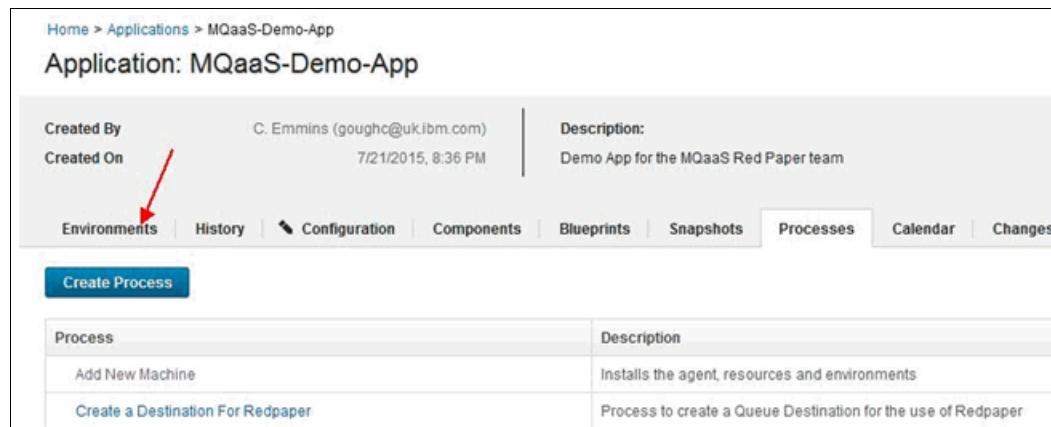 Home > Applications > MQaaS-Demo-App
Application: MQaaS-Demo-App
Created By C. Emmins (goughc@uk.ibm.com) Description:
Created On 7/21/2015, 8:36 PM Demo App for the MQaaS Red Paper team
Environments History Configuration Components Blueprints Snapshots Processes Calendar Changes
Create Process
Process Description
Add New Machine Installs the agent, resources and environments
Create a Destination For Redpaper Process to create a Queue Destination for the use of Redpaper